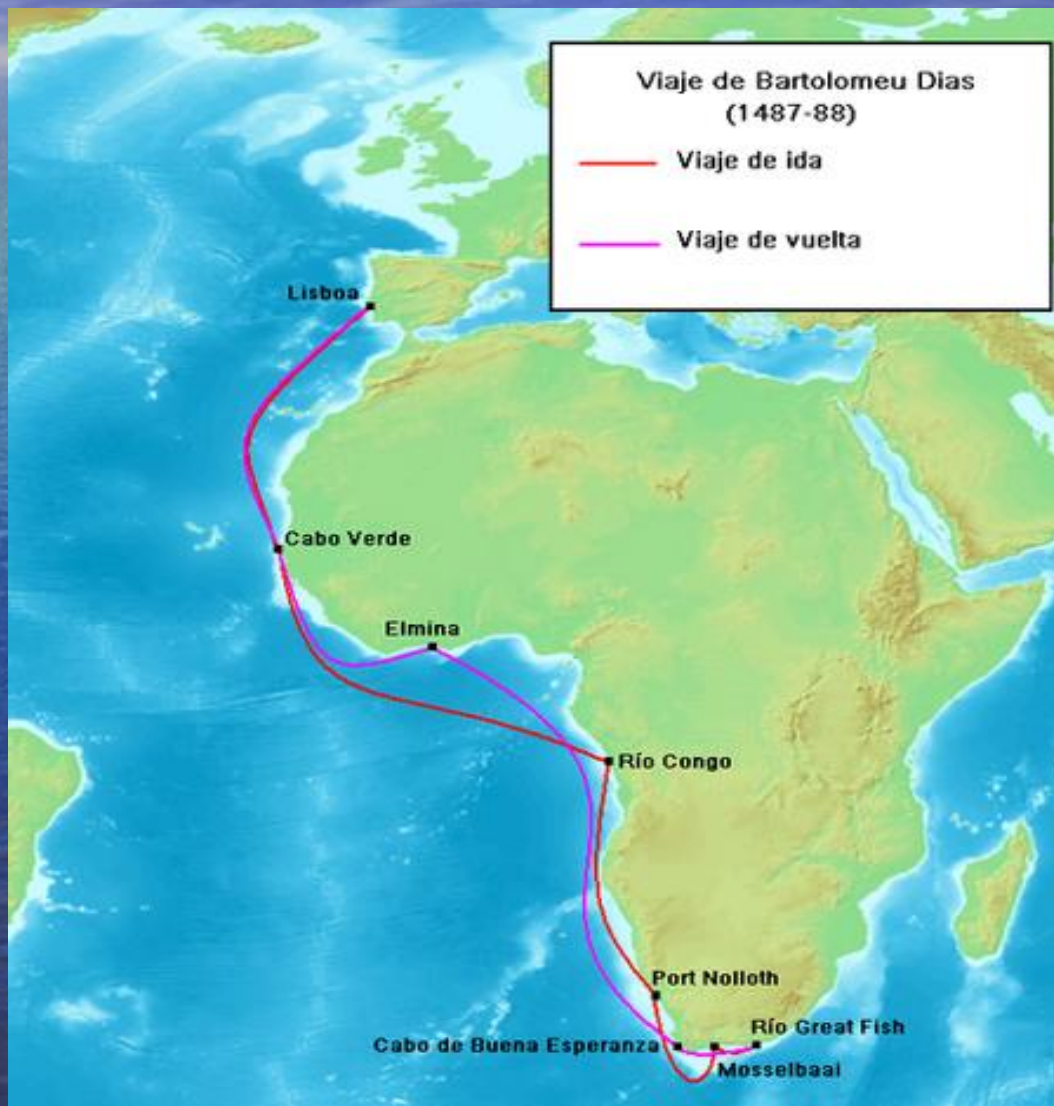 Viaje de Bartolomeu Dias
(1487-88)
Viaje de ida
Viaje de vuelta
Lisboa
Cabo Verde
Elmina
Río Congo
Port Nolloth
Río Great Fish
Cabo de Buena Esperanza
Mosselbaai